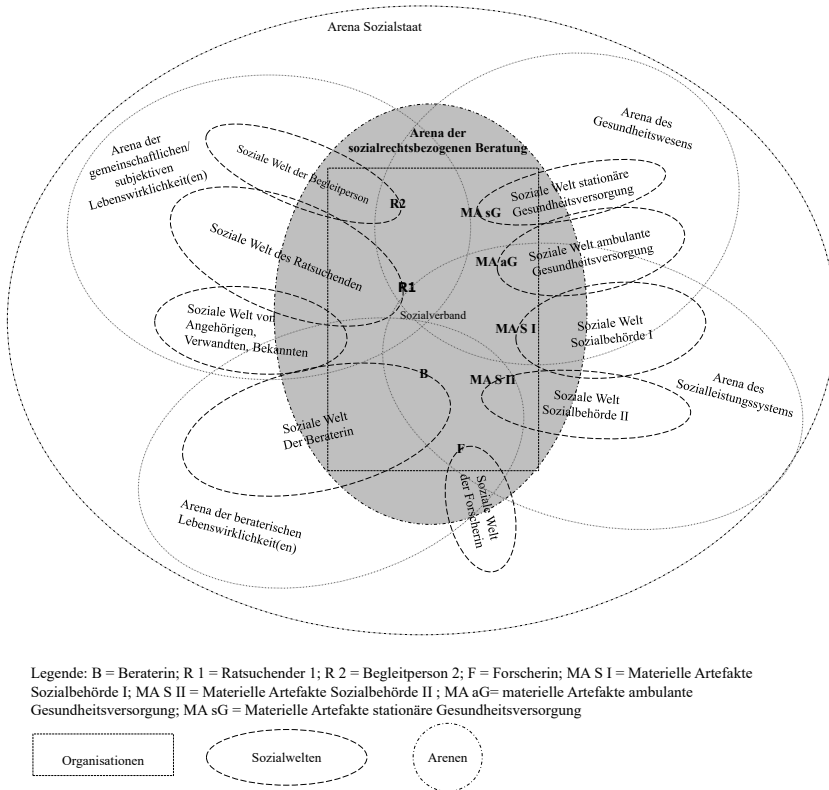 Arena Sozialstaat
Arena des
Gesundheitswesens
Arena der
gemeinschaftlichen/
subjektiven
Lebenswirklichkeit(en)
Arena der
sozialrechtsbezogenen Beratung
Soziale Welt der Begleitperson
R2
Soziale Welt stationäre
Gesundheitsversorgung
MA sG
Soziale Welt des Ratsuchenden
Soziale Welt ambulante
Gesundheitsversorgung
MA aG
R1
Sozialverband
Soziale Welt von
Angehörigen,
Verwandten, Bekannten
MA S I
Soziale Welt
Sozialbehörde I
B
MA S II
Soziale Welt
Sozialbehörde II
Arena des
Sozialleistungssystems
Soziale Welt
Der Beraterin
F
Soziale Welt
der Forscherin
Arena der beraterischen
Lebenswirklichkeit(en)
Legende: B = Beraterin; R 1 = Ratsuchender 1; R 2 = Begleitperson 2; F = Forscherin; MA S I = Materielle Artefakte
Sozialbehörde I; MA S II = Materielle Artefakte Sozialbehörde II ; MA aG= materielle Artefakte ambulante
Gesundheitsversorgung; MA sG = Materielle Artefakte stationäre Gesundheitsversorgung
Organisationen
Sozialwelten
Arenen